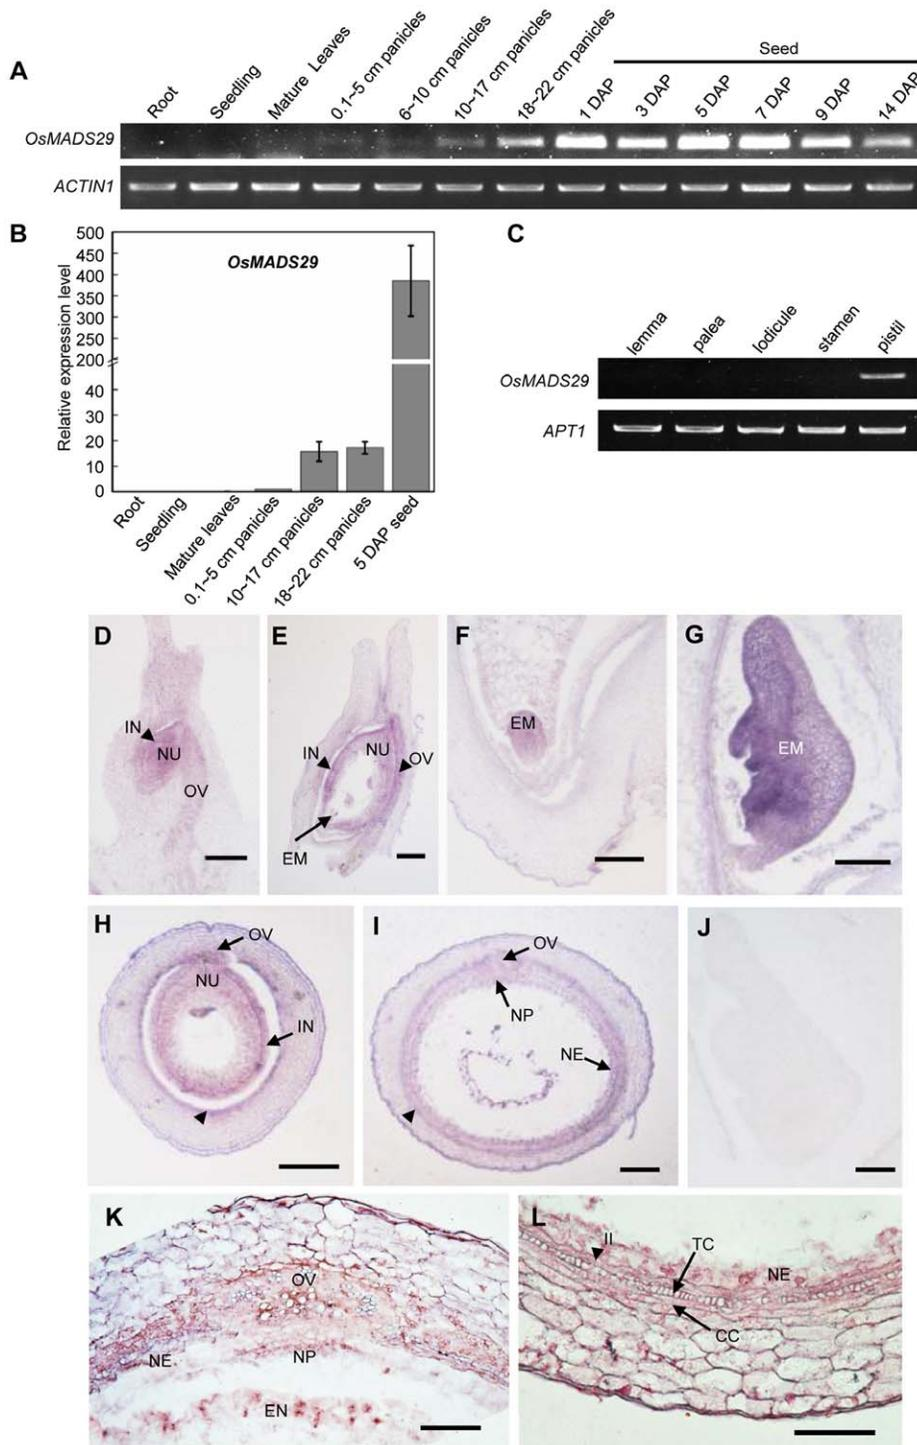 A
Root
Seedling
Mature Leaves
0.1~5 cm panicles
6~10 cm panicles
10~17 cm panicles
18~22 cm panicles
1 DAP
Seed
3 DAP
5 DAP
7 DAP
9 DAP
14 DAP
OsMADS29
ACTIN1
B
Relative expression level
500
450
400
350
300
250
200
40
30
20
10
0
OsMADS29
Root
Seedling
Mature leaves
0.1~5 cm panicles
10~17 cm panicles
18~22 cm panicles
5 DAP seed
C
lemma
palea
lodicule
stamen
pistil
OsMADS29
APT1
D
IN
NU
OV
E
IN
NU
OV
EM
F
EM
G
EM
H
OV
NU
IN
I
OV
NP
NE
J
K
OV
NE
NP
EN
L
II
TC
NE
CC